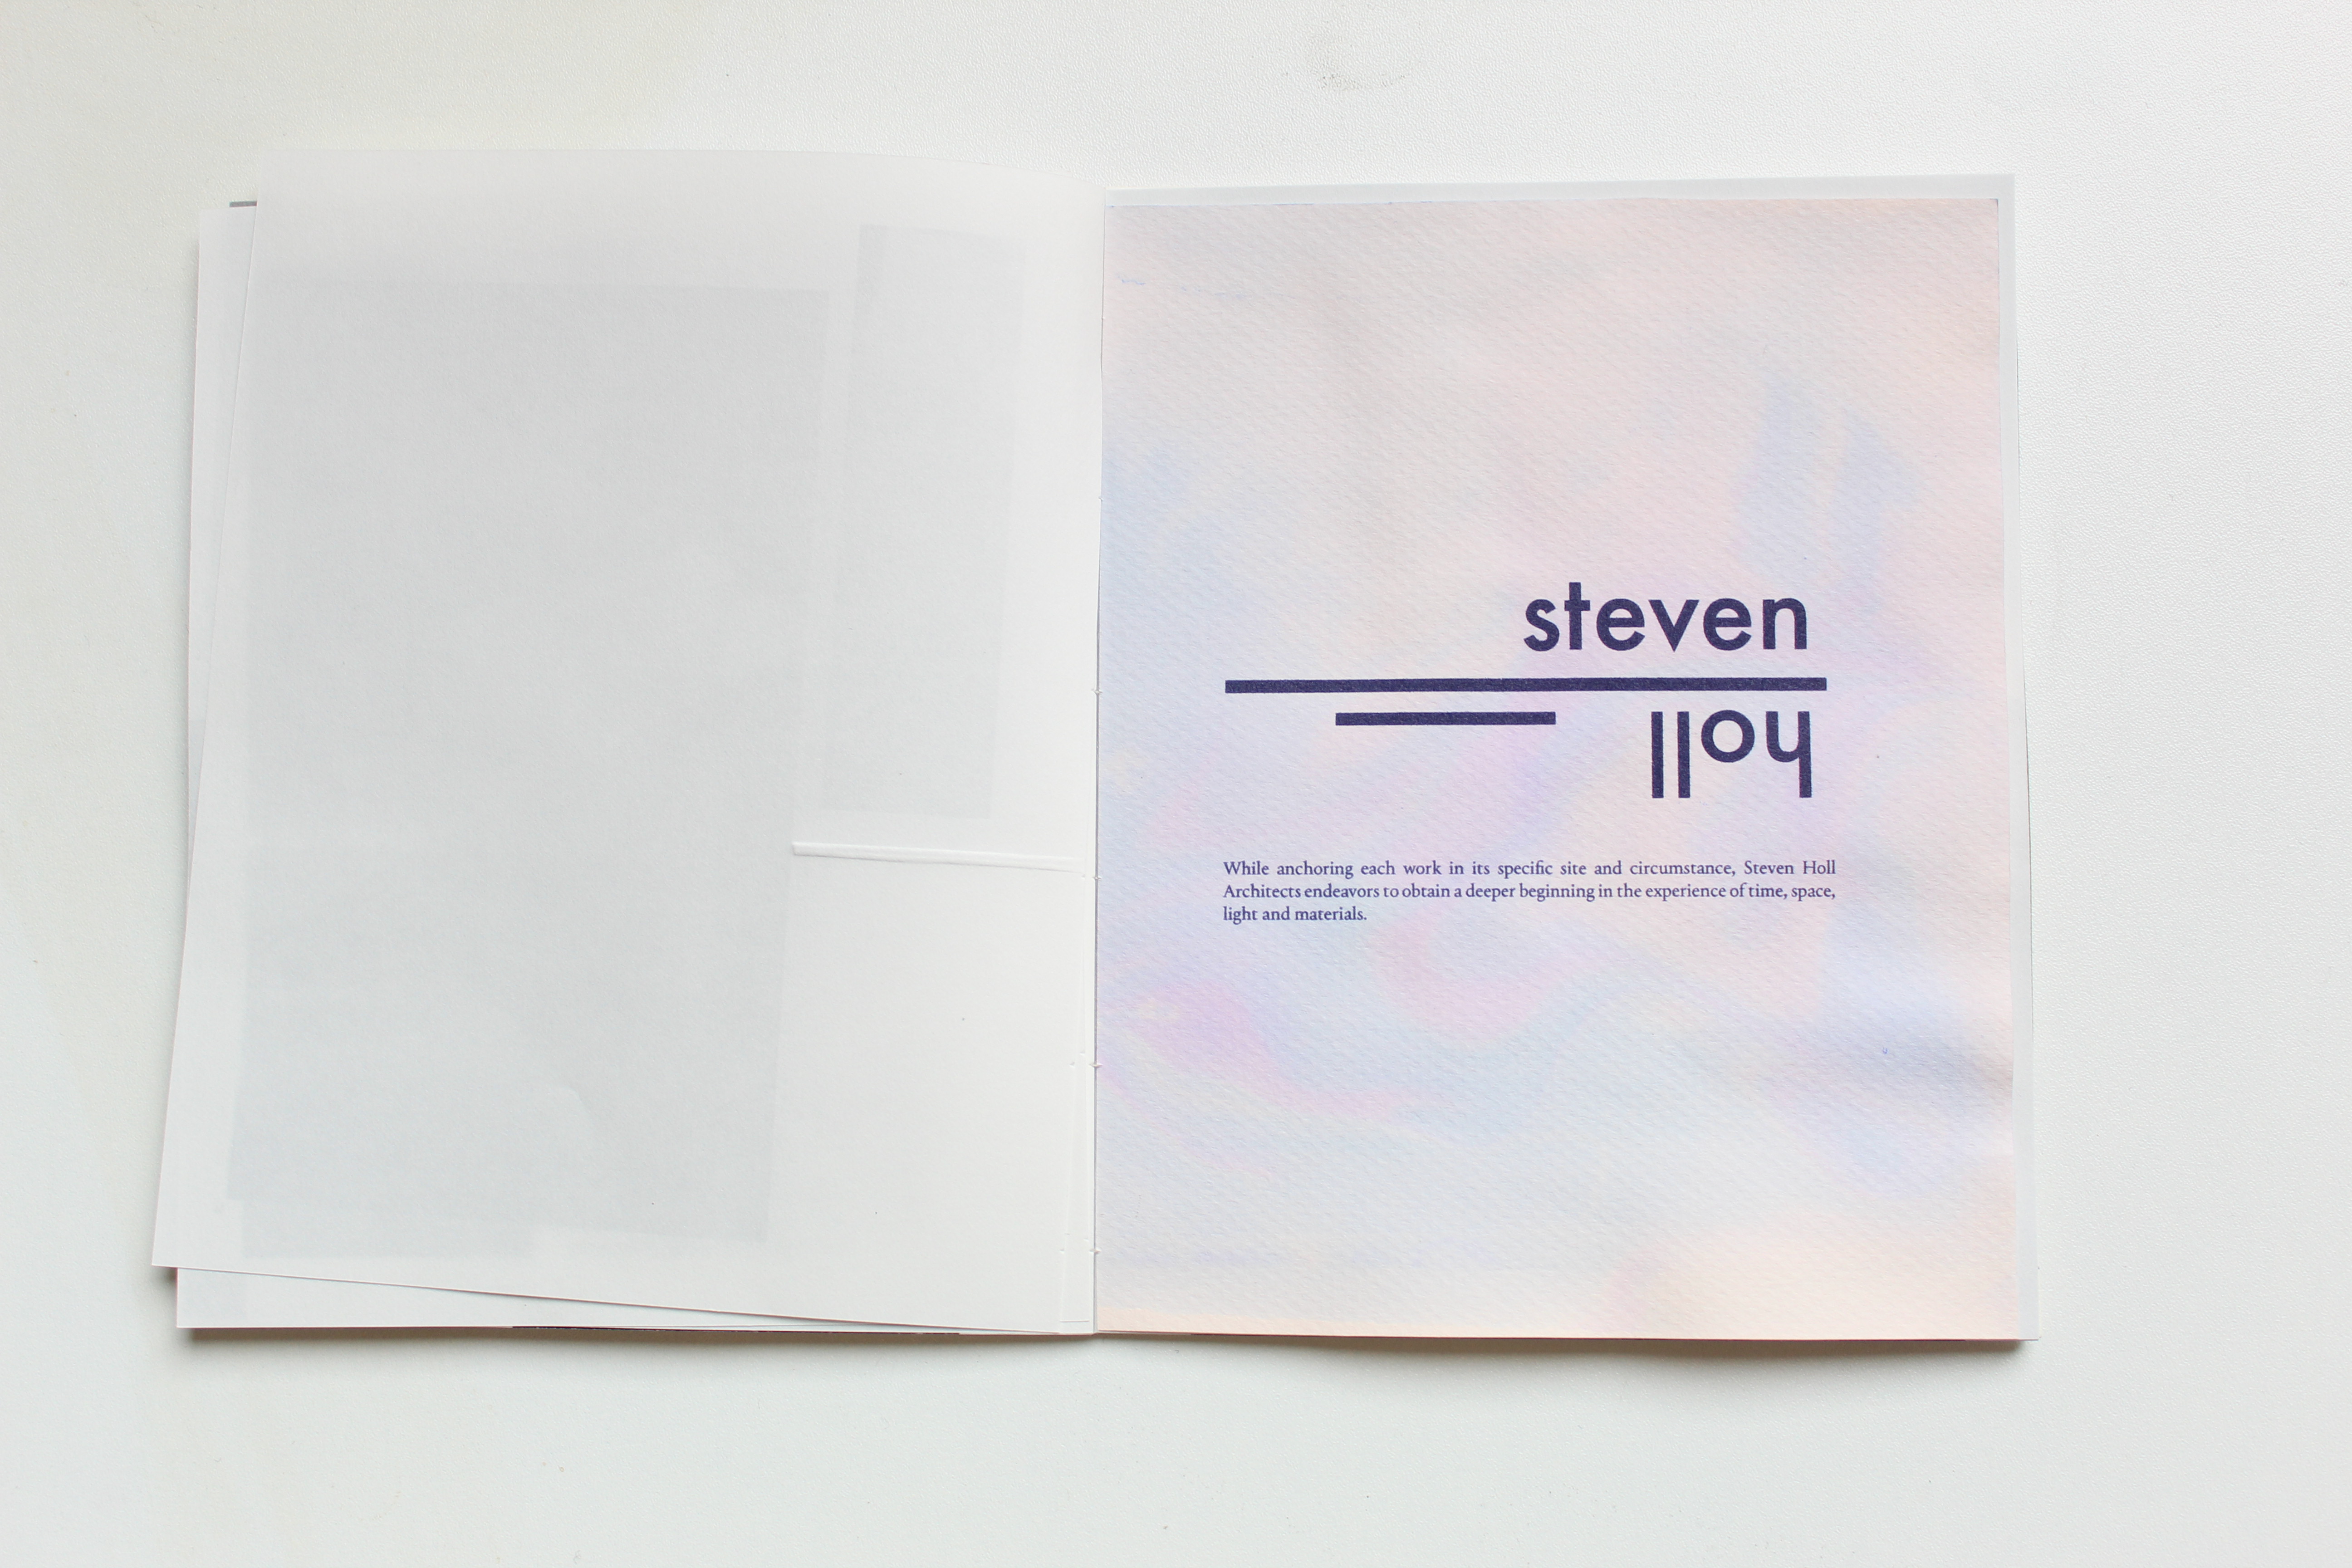 steven
holl
While anchoring each work in its specific site and circumstance, Steven Holl
Architects endeavors to obtain a deeper beginning in the experience of time, space,
light and materials.